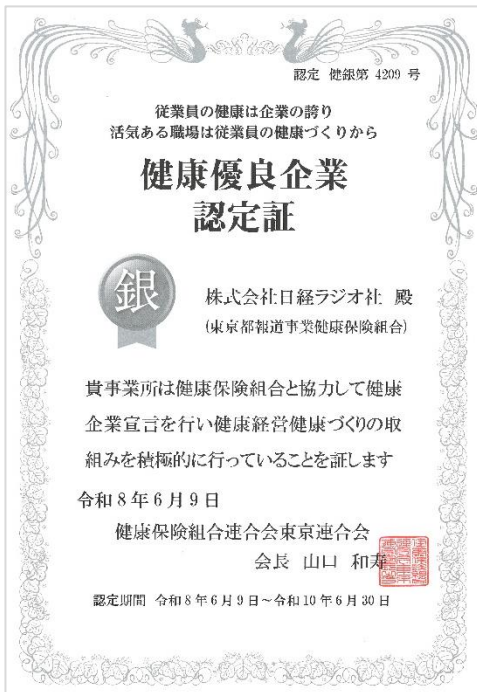 認定 健銀第 4209 号
従業員の健康は企業の誇り
活気ある職場は従業員の健康づくりから
健康優良企業
認定証
銀
株式会社日経ラジオ社 殿
(東京都報道事業健康保険組合)
貴事業所は健康保険組合と協力して健康
企業宣言を行い健康経営健康づくりの取
組みを積極的に行っていることを証します
令和8年6月9日
健康保険組合連合会東京連合会
会長 山口 和寿
認定期間 令和8年6月9日～令和10年6月30日